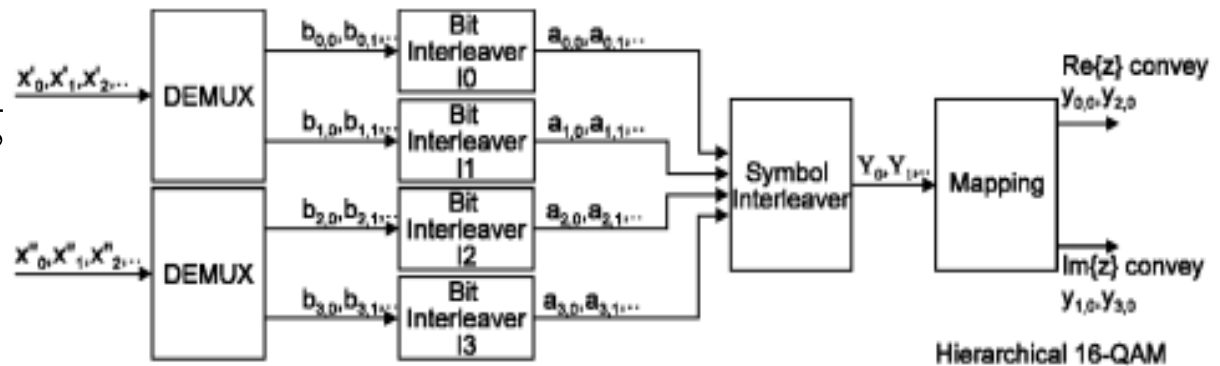 x'₀,x'₁,x'₂,..
DEMUX
b₀,₀,b₀,₁,..
Bit
Interleaver
I0
a₀,₀,a₀,₁,..
b₁,₀,b₁,₁,..
Bit
Interleaver
I1
a₁,₀,a₁,₁,..
x"₀,x"₁,x"₂,..
DEMUX
b₂,₀,b₂,₁,..
Bit
Interleaver
I2
a₂,₀,a₂,₁,..
b₃,₀,b₃,₁,..
Bit
Interleaver
I3
a₃,₀,a₃,₁,..
Symbol
Interleaver
Y₀,Y₁,..
Mapping
Re{z} convey
y₀,₀,y₂,₀
Im{z} convey
y₁,₀,y₃,₀
Hierarchical 16-QAM